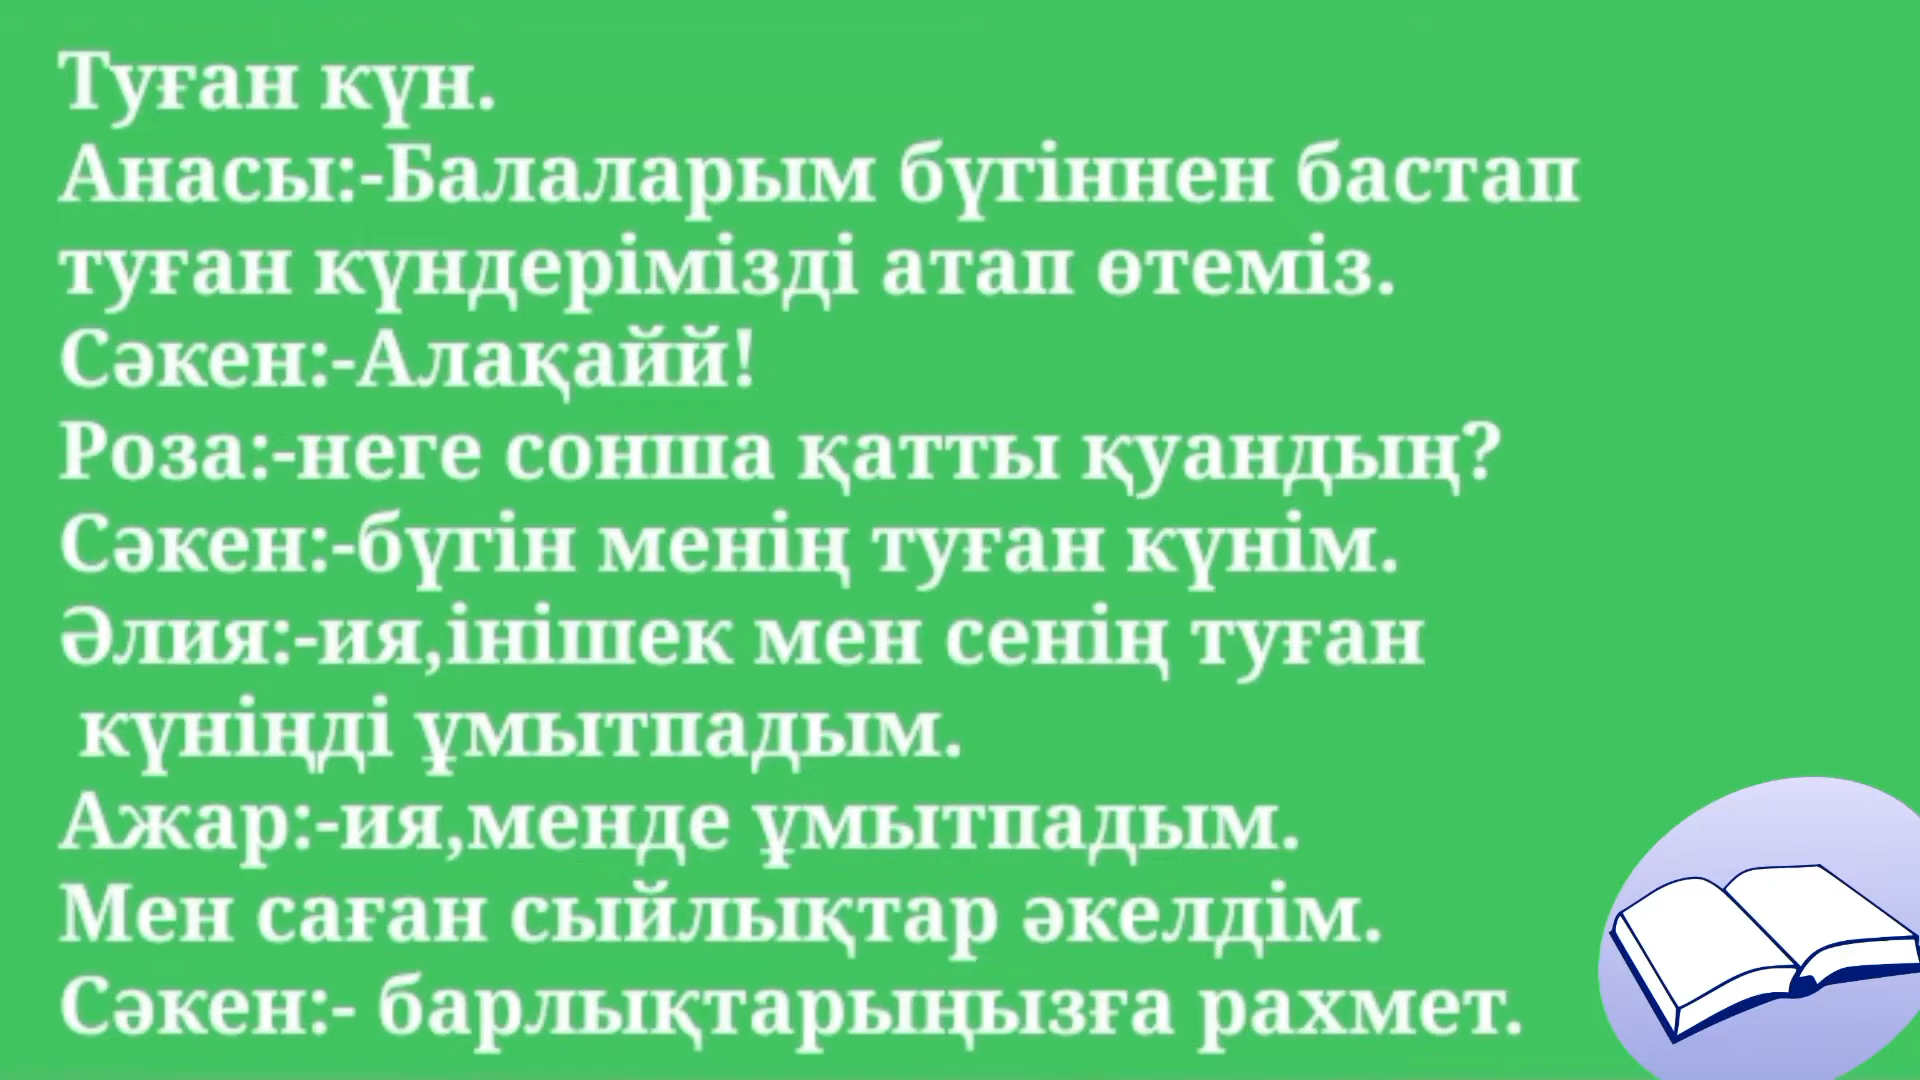 Туған күн.
Анасы:-Балаларым бүгіннен бастап
туған күндерімізді атап өтеміз.
Сәкен:-Алақайй!
Роза:-неге сонша қатты қуандың?
Сәкен:-бүгін менің туған күнім.
Әлия:-ия,інішек мен сенің туған
күніңді ұмытпадым.
Ажар:-ия,менде ұмытпадым.
Мен саған сыйлықтар әкелдім.
Сәкен:- барлықтарыңызға рахмет.